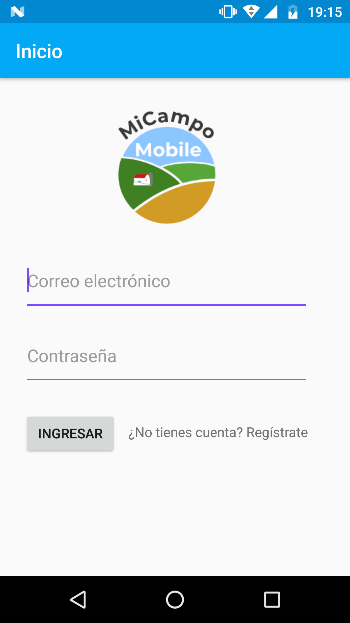 19:15
Inicio
MiCampo
Mobile
Correo electrónico
Contraseña
INGRESAR
¿No tienes cuenta? Regístrate